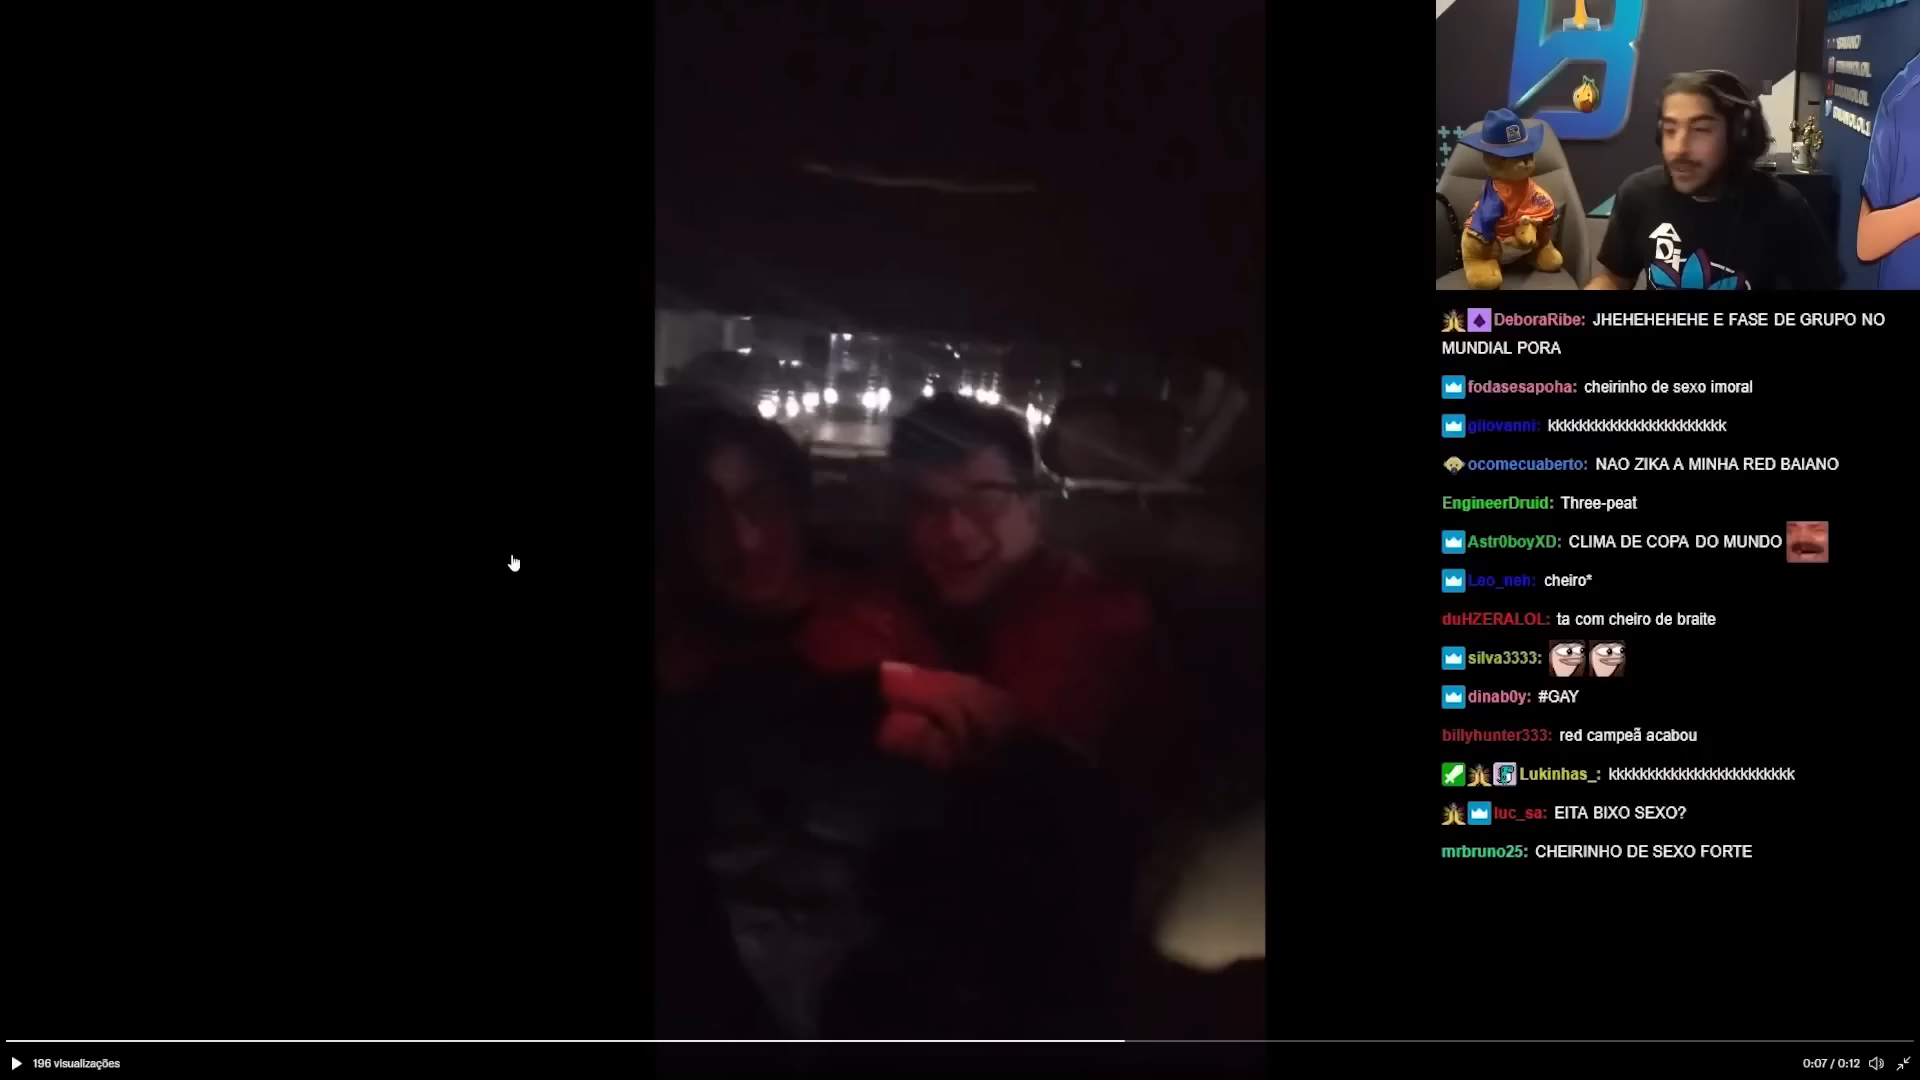 DeboraRibe: JHEHEHEHEHE E FASE DE GRUPO NO
MUNDIAL PORA
fodasesapoha: cheirinho de sexo imoral
giiovanni: kkkkkkkkkkkkkkkkkkkkkkk
ocomecuaberto: NAO ZIKA A MINHA RED BAIANO
EngineerDruid: Three-peat
Astr0boyXD: CLIMA DE COPA DO MUNDO
Leo_neh: cheiro*
duHZERALOL: ta com cheiro de braite
silva3333:
dinab0y: #GAY
billyhunter333: red campeã acabou
Lukinhas_: kkkkkkkkkkkkkkkkkkkkkkkk
luc_sa: EITA BIXO SEXO?
mrbruno25: CHEIRINHO DE SEXO FORTE
196 visualizações
0:07 / 0:12